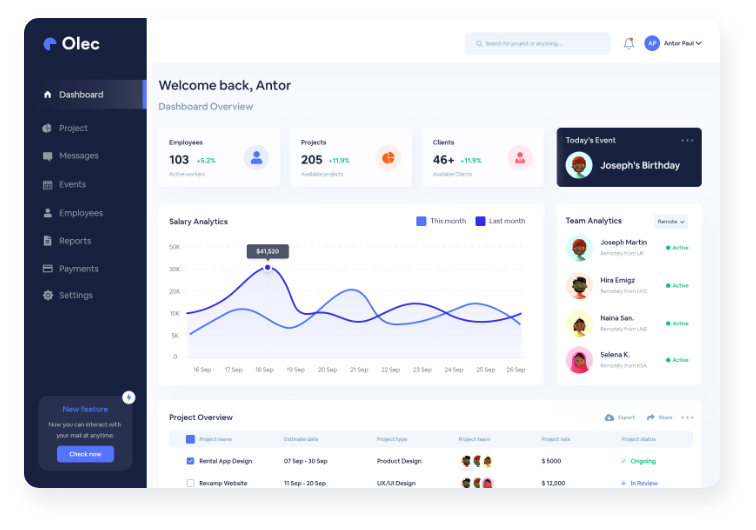 Olec
Search for project or anything....
AP
Antor Paul
Dashboard
Project
Messages
Events
Employees
Reports
Payments
Settings
New feature
Now you can interact with
your mail at anytime.
Check now
Welcome back, Antor
Dashboard Overview
Employees
103 +5.2%
Active workers
Projects
205 +11.9%
Available projects
Clients
46+ +11.9%
Available Clients
Today's Event
Joseph's Birthday
Salary Analytics
This month
Last month
50K
30K
20K
10K
5K
0
$41,520
16 Sep 17 Sep 18 Sep 19 Sep 20 Sep 21 Sep 22 Sep 23 Sep 24 Sep 25 Sep 26 Sep
Team Analytics
Remote
Joseph Martin
Remotely from UK
Active
Hira Emigz
Remotely from NYC
Active
Naina San.
Remotely from UAE
Active
Selena K.
Remotely from KSA
Active
Project Overview
Export
Share
Project name Estimate date Project type Project team Project rate Project status
Rental App Design 07 Sep - 30 Sep Product Design $ 5000 Ongoing
Revamp Website 11 Sep - 20 Sep UX/UI Design $ 12,000 In Review